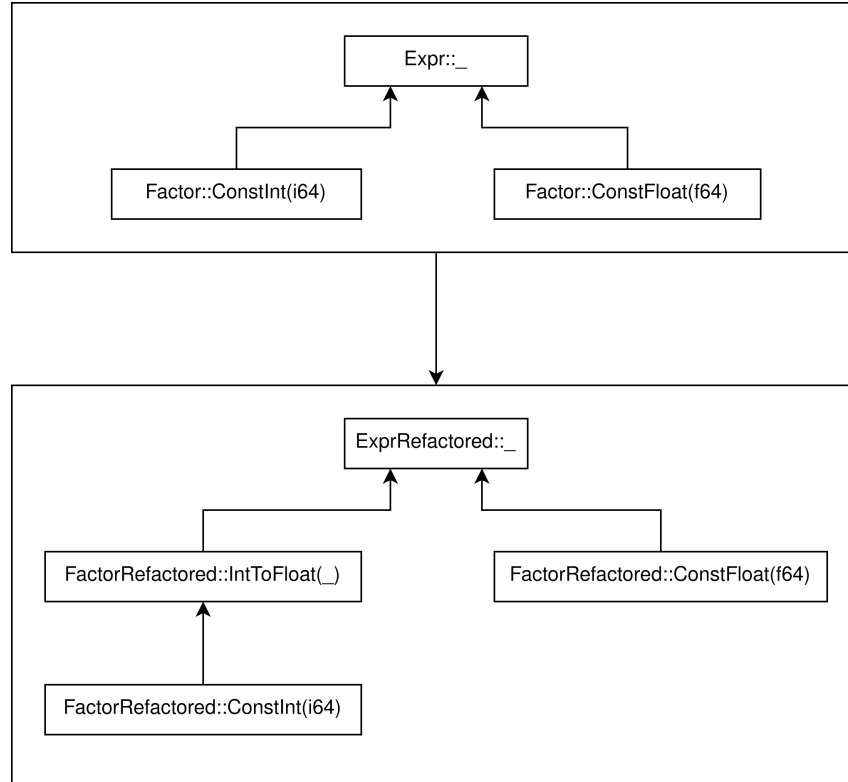 Expr::_
Factor::ConstInt(i64)
Factor::ConstFloat(f64)
ExprRefactored::_
FactorRefactored::IntToFloat(_)
FactorRefactored::ConstFloat(f64)
FactorRefactored::ConstInt(i64)